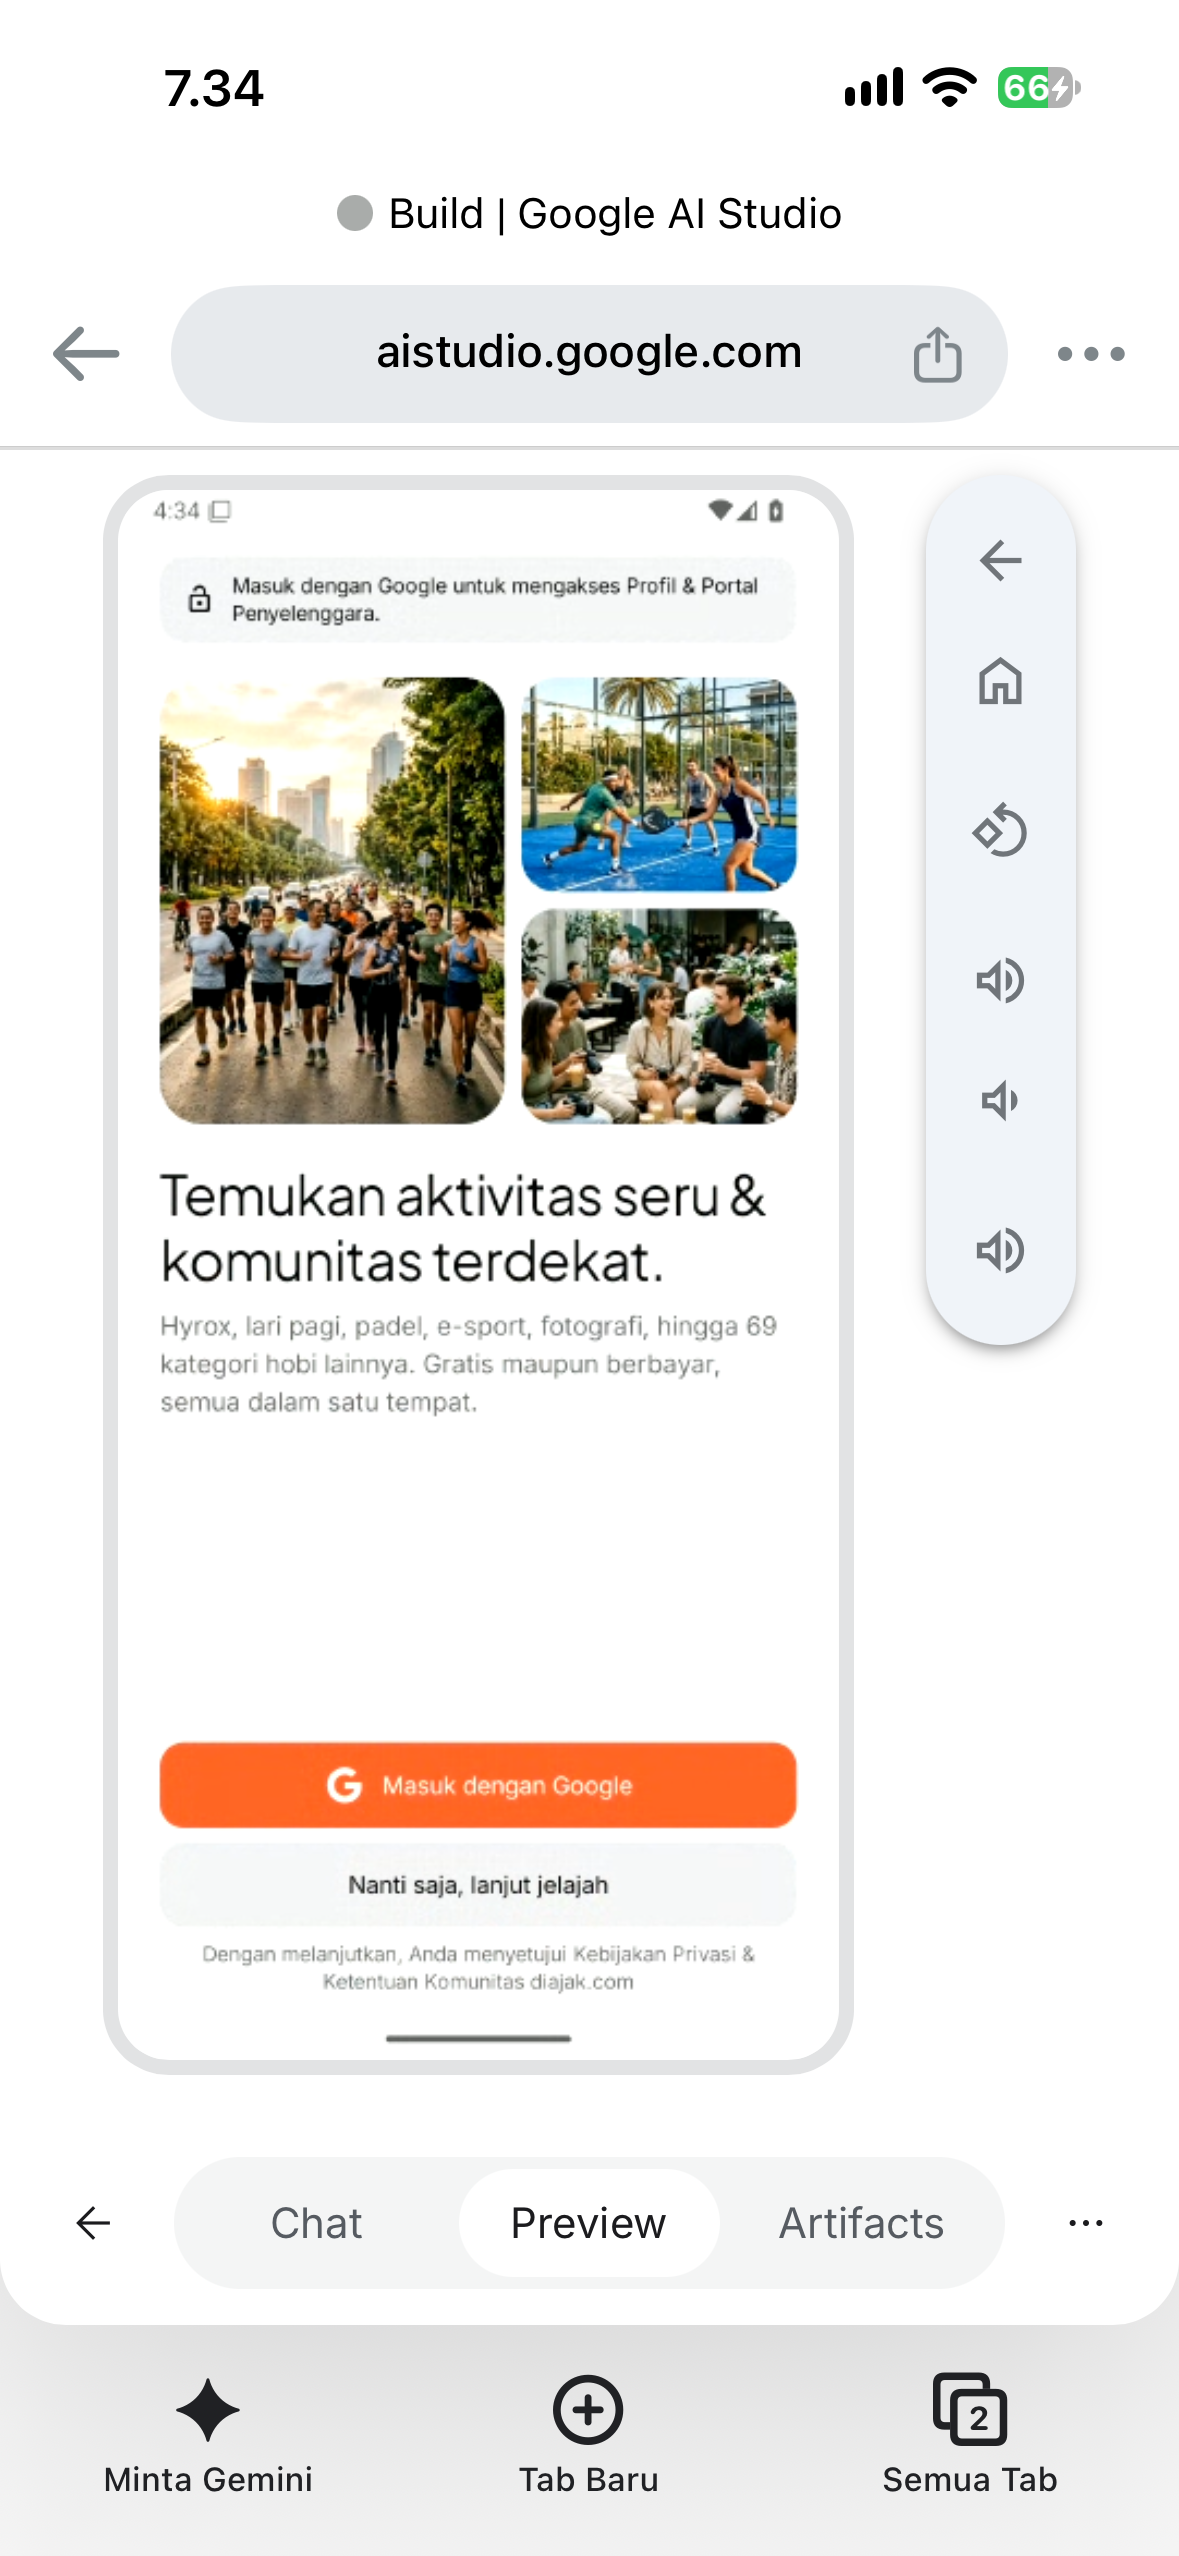 7.34
66
Build | Google AI Studio
aistudio.google.com
4:34
Masuk dengan Google untuk mengakses Profil & Portal
Penyelenggara.
Temukan aktivitas seru &
komunitas terdekat.
Hyrox, lari pagi, padel, e-sport, fotografi, hingga 69
kategori hobi lainnya. Gratis maupun berbayar,
semua dalam satu tempat.
G Masuk dengan Google
Nanti saja, lanjut jelajah
Dengan melanjutkan, Anda menyetujui Kebijakan Privasi &
Ketentuan Komunitas diajak.com
Chat Preview Artifacts
2
Minta Gemini Tab Baru Semua Tab